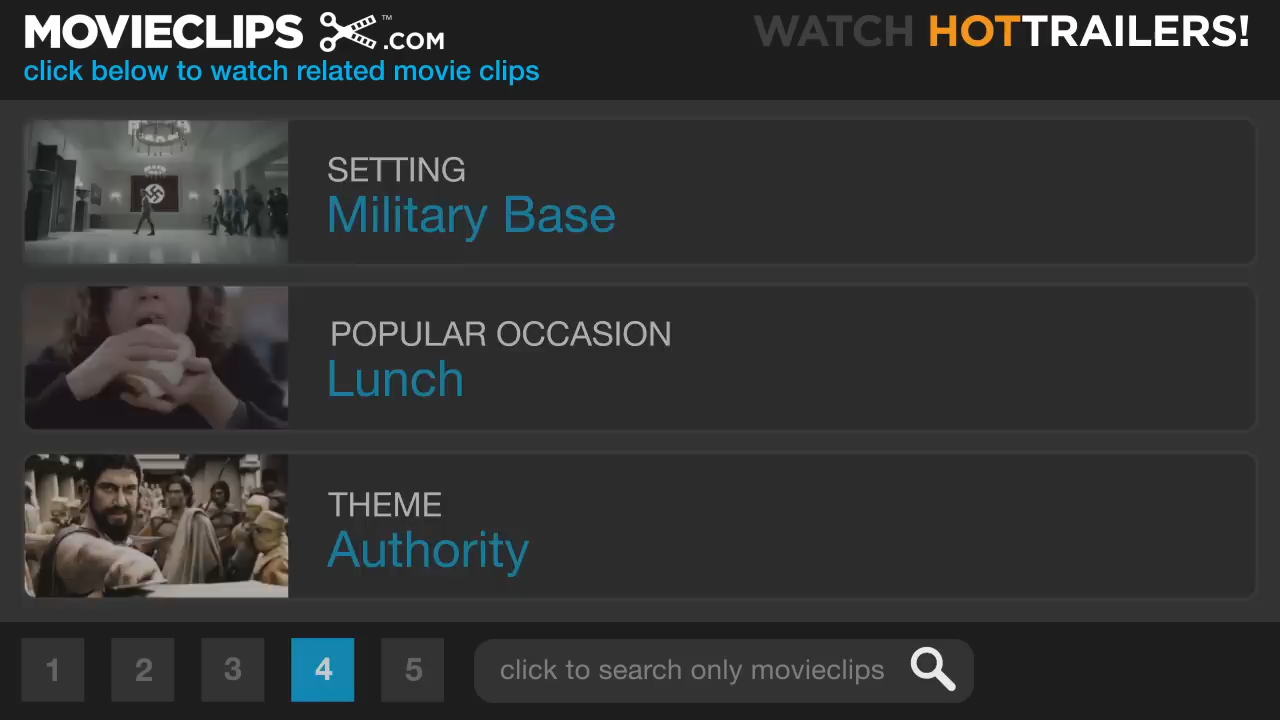 MOVIECLIPS ™ .COM
WATCH HOTTRAILERS!
click below to watch related movie clips
SETTING
Military Base
POPULAR OCCASION
Lunch
THEME
Authority
1 2 3 4 5
click to search only movieclips